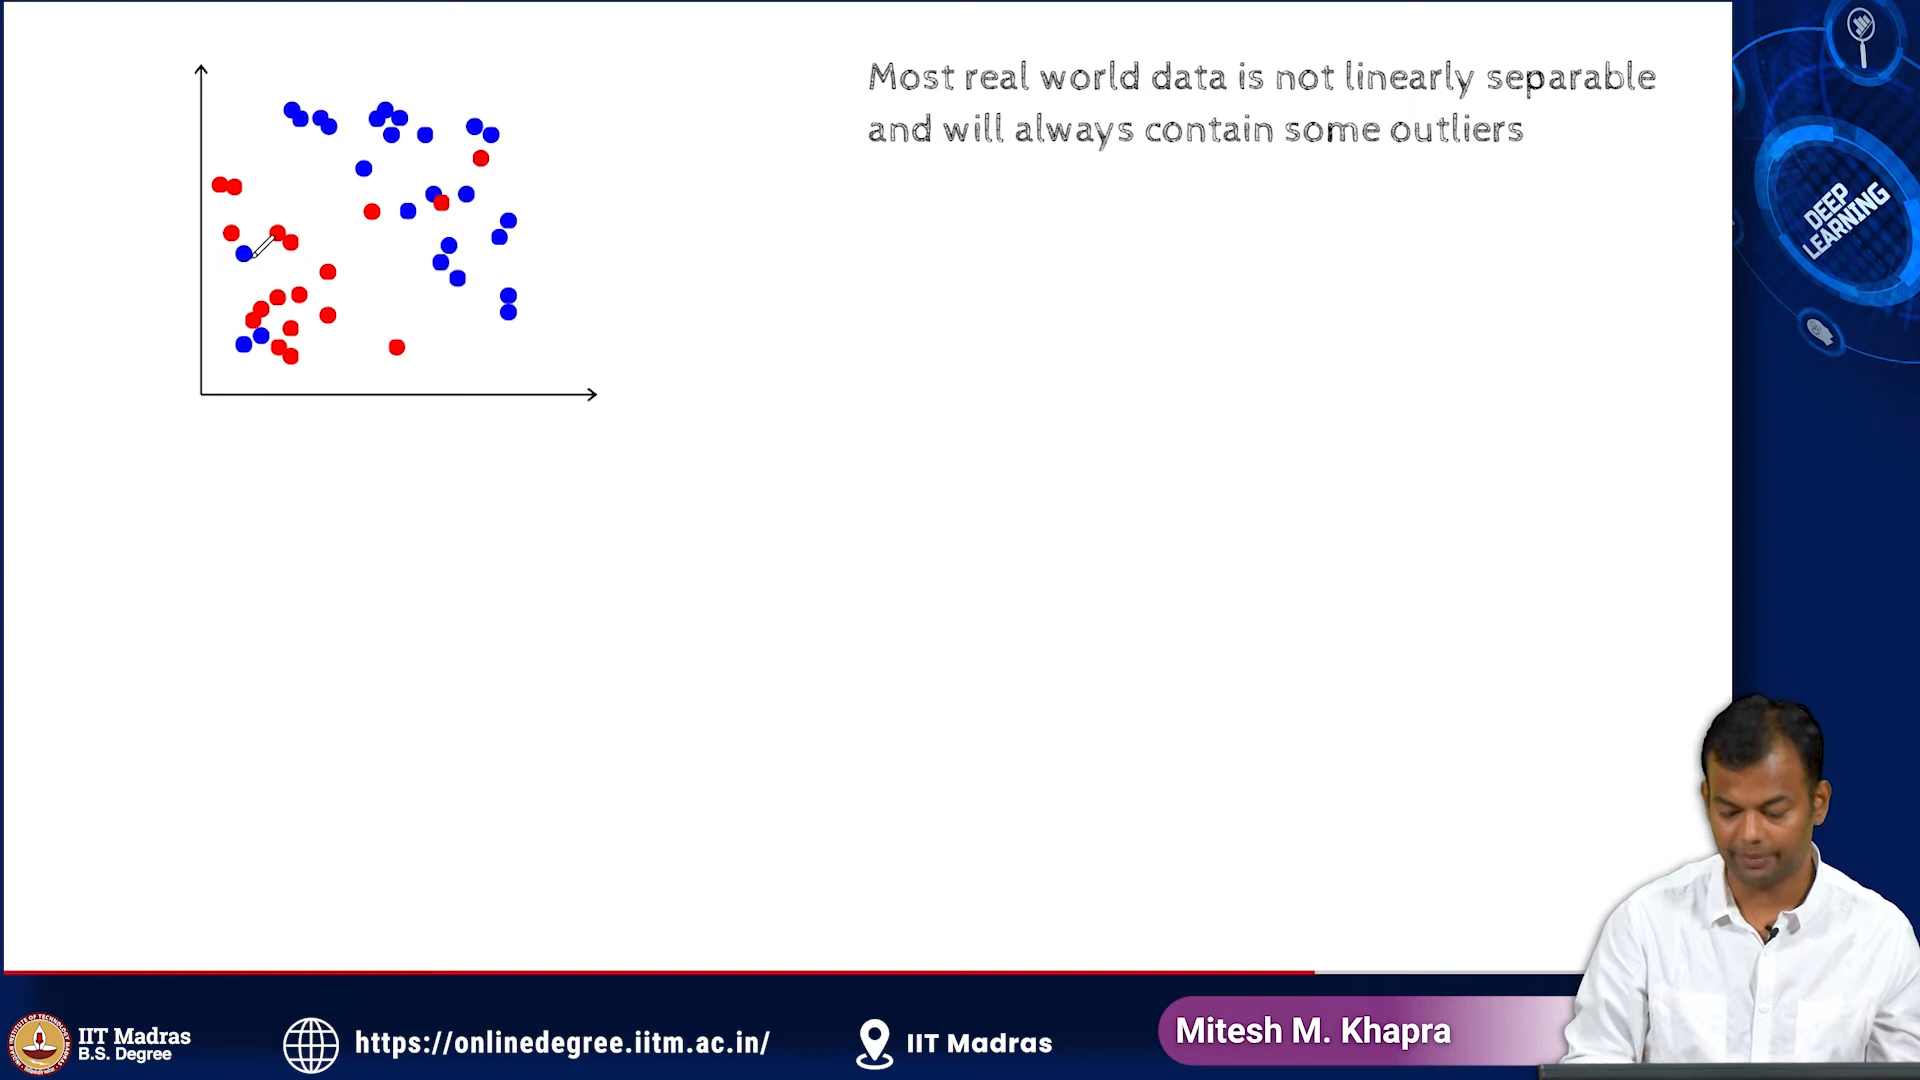 Most real world data is not linearly separable
and will always contain some outliers
DEEP
LEARNING
IIT Madras
B.S. Degree
https://onlinedegree.iitm.ac.in/
IIT Madras
Mitesh M. Khapra